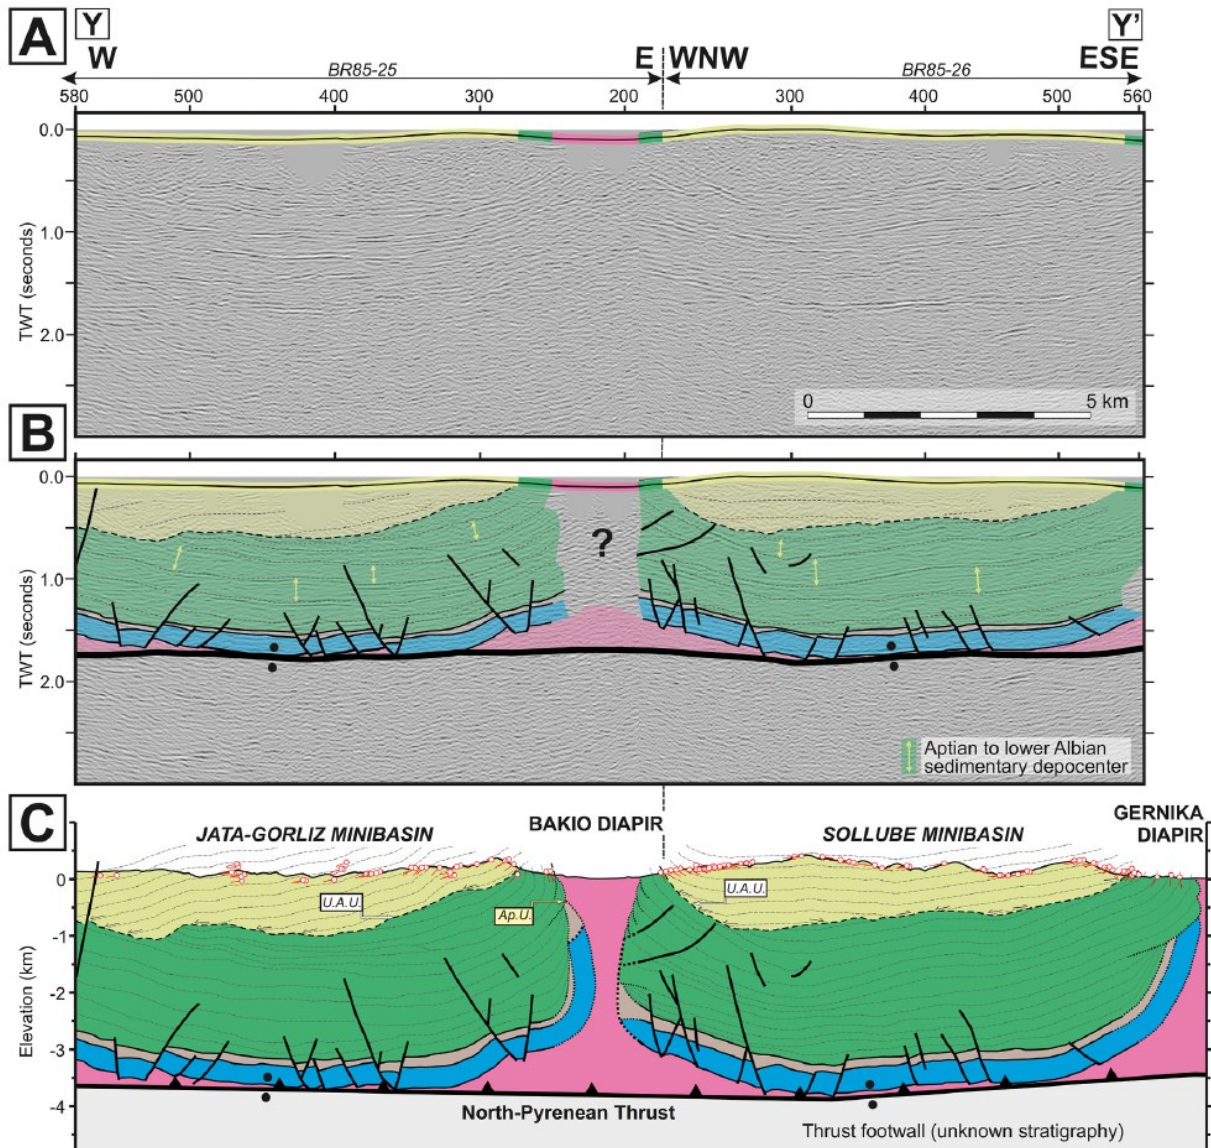 A
Y
Y'
W
E
WNW
ESE
BR85-25
BR85-26
580 500 400 300 200 300 400 500 560
0.0
1.0
2.0
TWT (seconds)
0 5 km
B
0.0
1.0
2.0
TWT (seconds)
?
Aptian to lower Albian
sedimentary depocenter
C
JATA-GORLIZ MINIBASIN
BAKIO DIAPIR
SOLLUBE MINIBASIN
GERNIKA
DIAPIR
0
-1
-2
-3
-4
Elevation (km)
U.A.U.
Ap.U.
U.A.U.
North-Pyrenean Thrust
Thrust footwall (unknown stratigraphy)